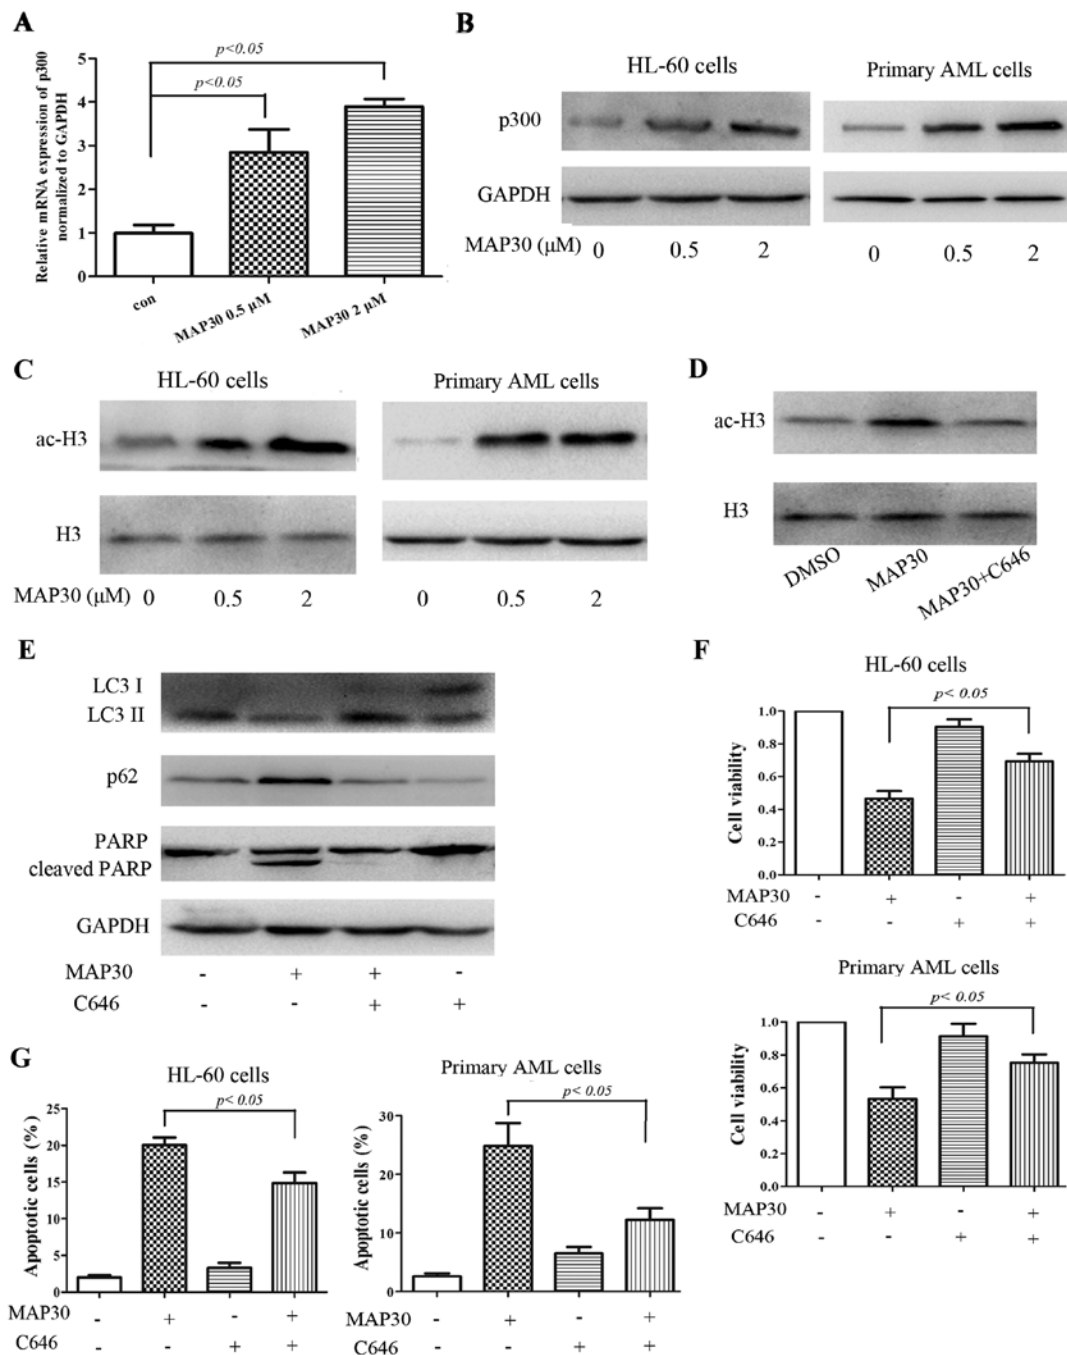 A
Relative mRNA expression of p300
normalized to GAPDH
5
4
3
2
1
0
p<0.05
p<0.05
con
MAP30 0.5 µM
MAP30 2 µM
B
HL-60 cells
Primary AML cells
p300
GAPDH
MAP30 (µM) 0 0.5 2 0 0.5 2
C
HL-60 cells
Primary AML cells
ac-H3
H3
MAP30 (µM) 0 0.5 2 0 0.5 2
D
ac-H3
H3
DMSO
MAP30
MAP30+C646
E
LC3 I
LC3 II
p62
PARP
cleaved PARP
GAPDH
MAP30 - + + -
C646 - - + +
F
HL-60 cells
p< 0.05
Cell viability
1.0
0.8
0.6
0.4
0.2
0.0
MAP30 - + - +
C646 - - + +
Primary AML cells
p< 0.05
Cell viability
1.0
0.8
0.6
0.4
0.2
0.0
MAP30 - + - +
C646 - - + +
G
HL-60 cells
p< 0.05
Apoptotic cells (%)
25
20
15
10
5
0
MAP30 - + - +
C646 - - + +
Primary AML cells
p< 0.05
Apoptotic cells (%)
30
20
10
0
MAP30 - + - +
C646 - - + +